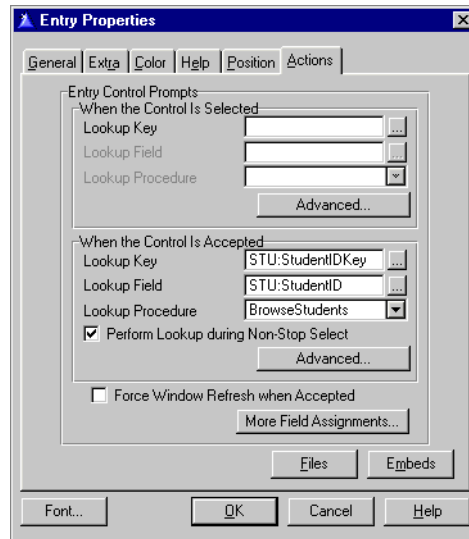 Entry Properties
General Extra Color Help Position Actions
Entry Control Prompts
When the Control Is Selected
Lookup Key ...
Lookup Field ...
Lookup Procedure
Advanced...
When the Control Is Accepted
Lookup Key STU:StudentIDKey ...
Lookup Field STU:StudentID ...
Lookup Procedure BrowseStudents
Perform Lookup during Non-Stop Select
Advanced...
Force Window Refresh when Accepted
More Field Assignments...
Files Embeds
Font... OK Cancel Help